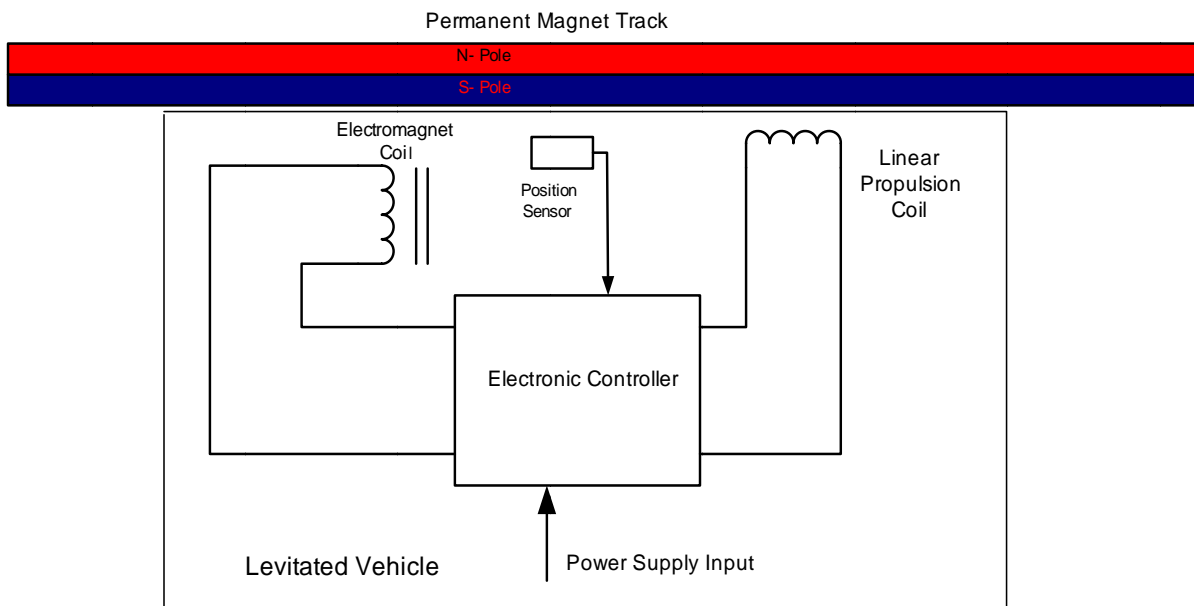 Permanent Magnet Track
N- Pole
S- Pole
Electromagnet
Coil
Position
Sensor
Linear
Propulsion
Coil
Electronic Controller
Levitated Vehicle
Power Supply Input